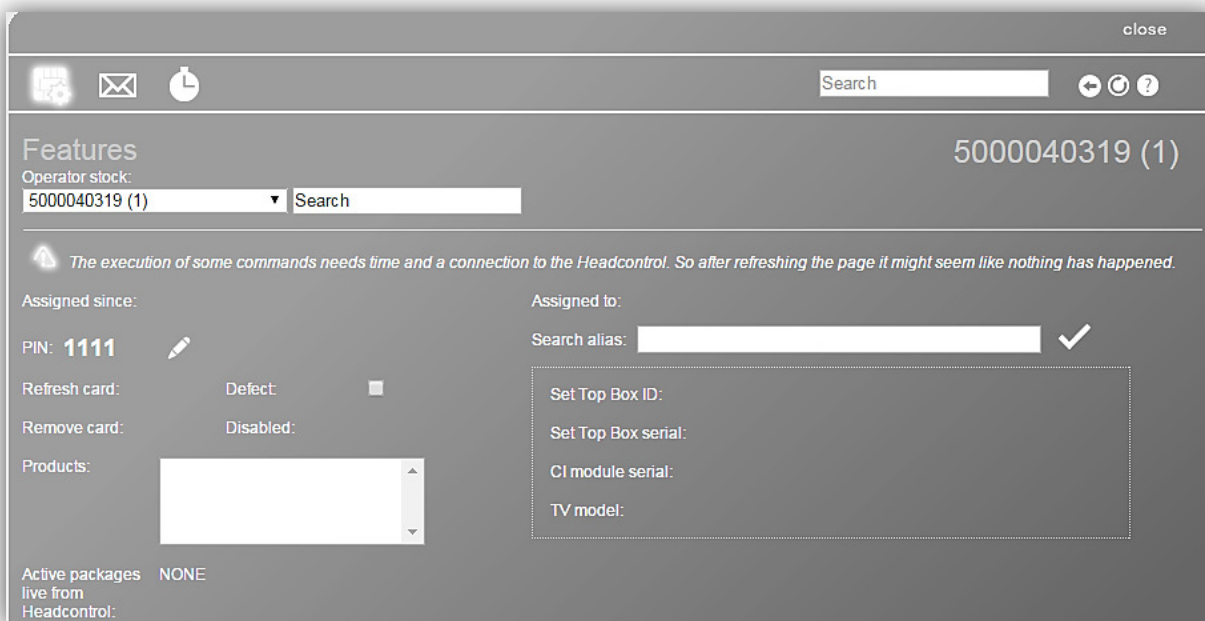 close
Search
Features
5000040319 (1)
Operator stock:
5000040319 (1) Search
The execution of some commands needs time and a connection to the Headcontrol. So after refreshing the page it might seem like nothing has happened.
Assigned since:
Assigned to:
PIN: 1111
Search alias:
Refresh card: Defect:
Remove card: Disabled:
Products:
Set Top Box ID:
Set Top Box serial:
CI module serial:
TV model:
Active packages NONE
live from
Headcontrol: